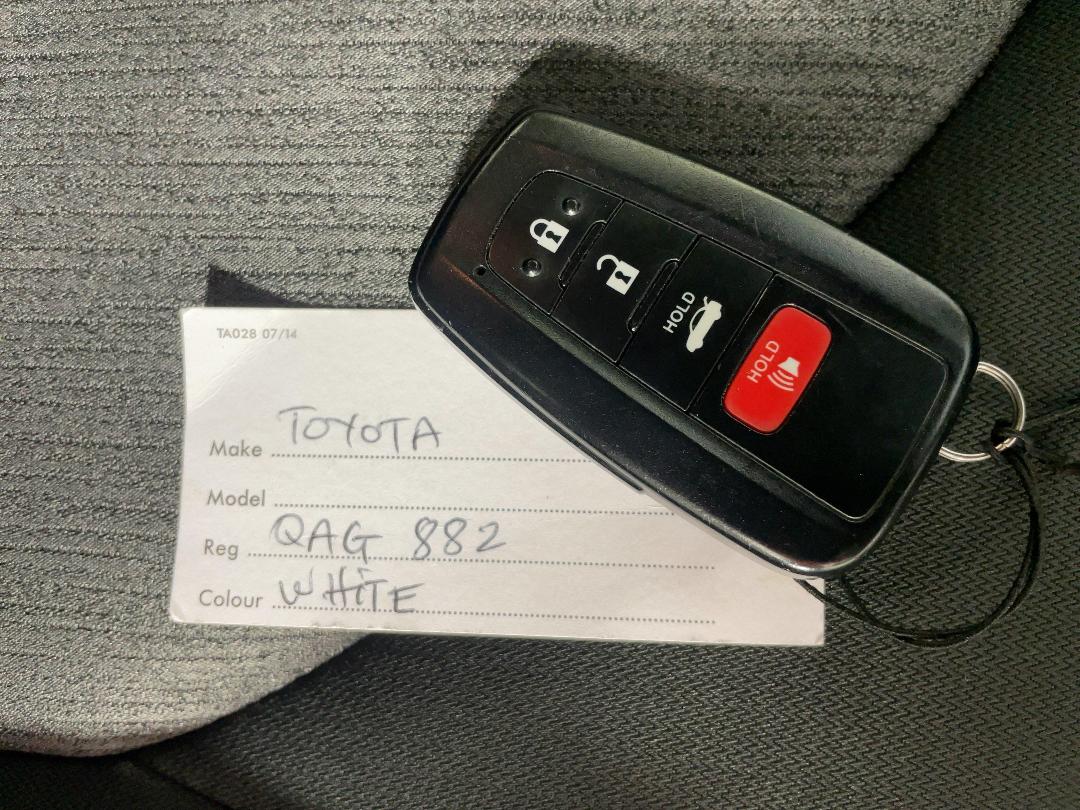 TA028 07/14
Make TOYOTA
Model
Reg QAG 882
Colour WHITE
HOLD
HOLD